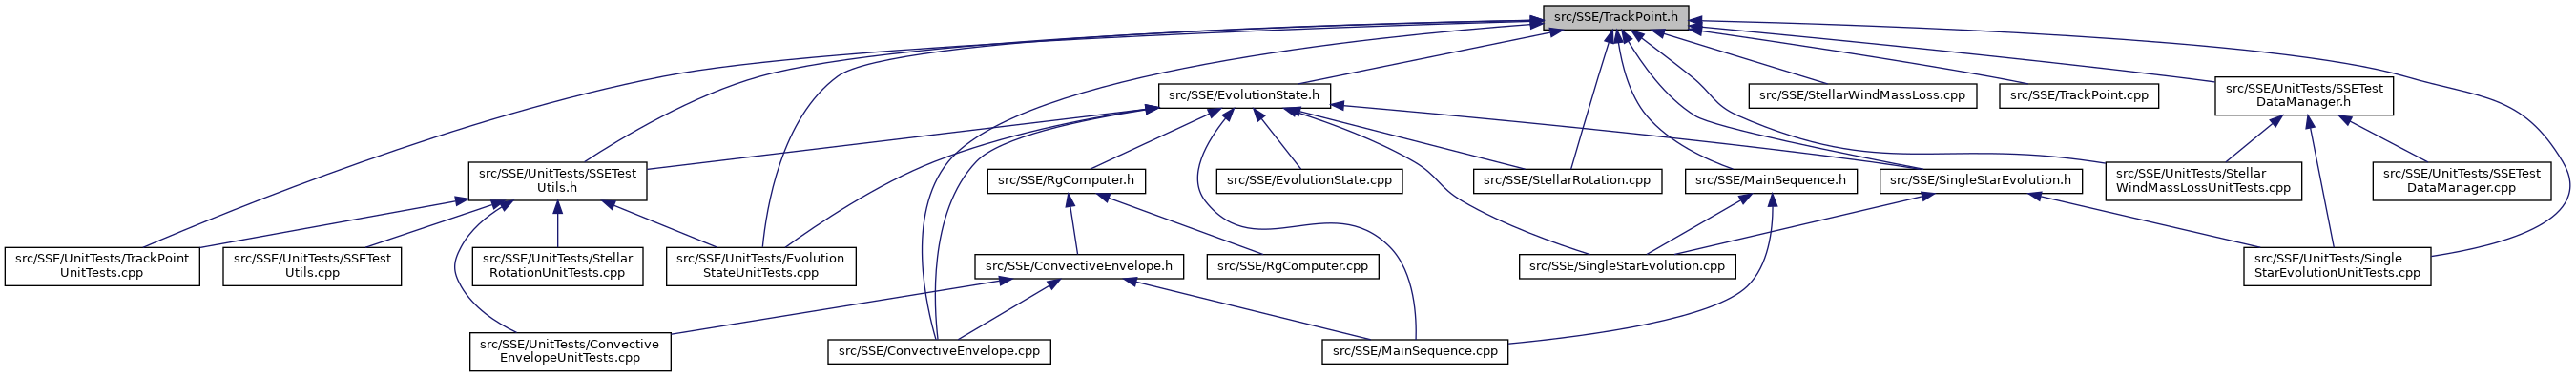 src/SSE/TrackPoint.h
src/SSE/EvolutionState.h
src/SSE/StellarWindMassLoss.cpp
src/SSE/TrackPoint.cpp
src/SSE/UnitTests/SSETest
DataManager.h
src/SSE/UnitTests/SSETest
Utils.h
src/SSE/RgComputer.h
src/SSE/EvolutionState.cpp
src/SSE/StellarRotation.cpp
src/SSE/MainSequence.h
src/SSE/SingleStarEvolution.h
src/SSE/UnitTests/Stellar
WindMassLossUnitTests.cpp
src/SSE/UnitTests/SSETest
DataManager.cpp
src/SSE/UnitTests/TrackPoint
UnitTests.cpp
src/SSE/UnitTests/SSETest
Utils.cpp
src/SSE/UnitTests/Stellar
RotationUnitTests.cpp
src/SSE/UnitTests/Evolution
StateUnitTests.cpp
src/SSE/ConvectiveEnvelope.h
src/SSE/RgComputer.cpp
src/SSE/SingleStarEvolution.cpp
src/SSE/UnitTests/Single
StarEvolutionUnitTests.cpp
src/SSE/UnitTests/Convective
EnvelopeUnitTests.cpp
src/SSE/ConvectiveEnvelope.cpp
src/SSE/MainSequence.cpp